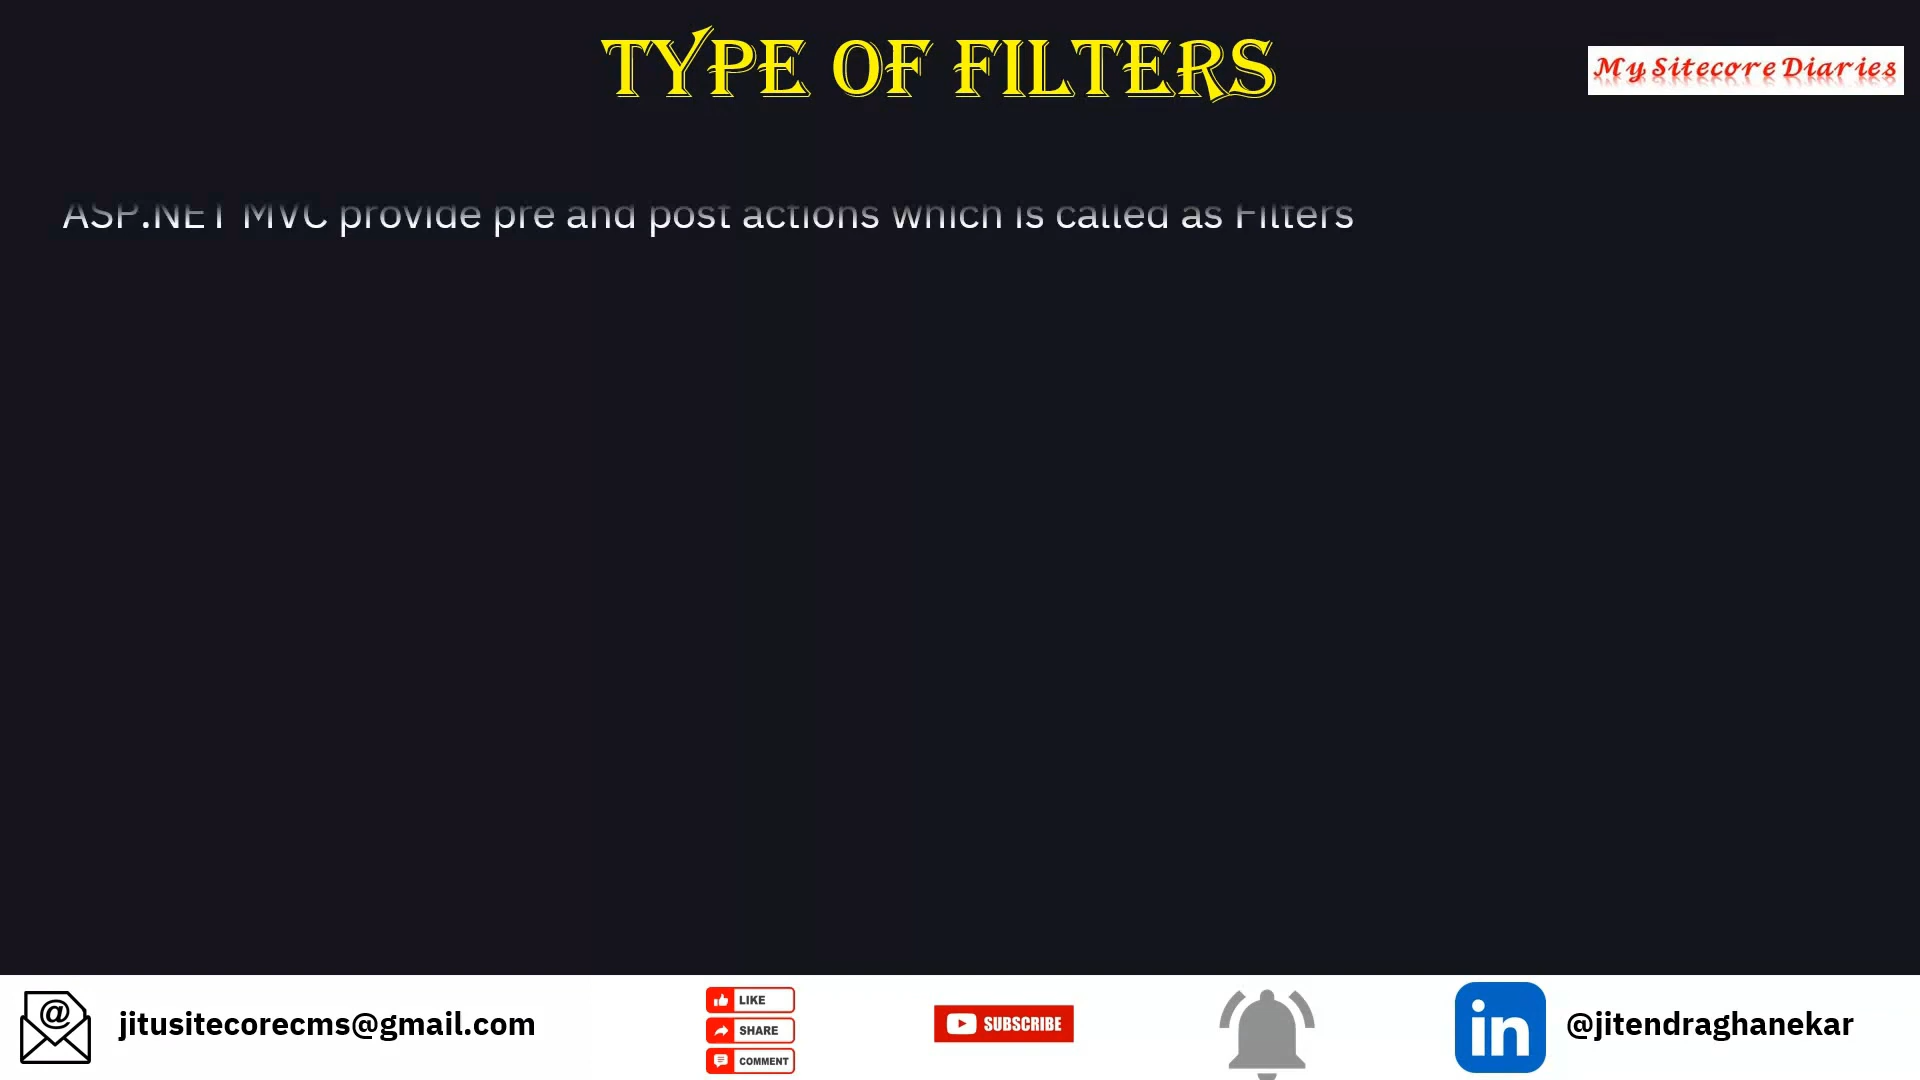 TYPE OF FILTERS
My Sitecore Diaries
ASP.NET MVC provide pre and post actions which is called as Filters
@
jitusitecorecms@gmail.com
LIKE
SHARE
COMMENT
SUBSCRIBE
in
@jitendraghanekar